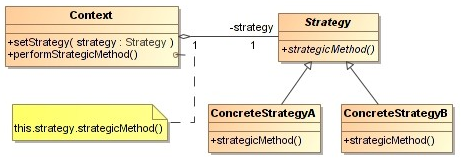 Context
+setStrategy( strategy : Strategy )
+performStrategicMethod()
-strategy
1
1
Strategy
+strategicMethod()
this.strategy.strategicMethod()
ConcreteStrategyA
+strategicMethod()
ConcreteStrategyB
+strategicMethod()